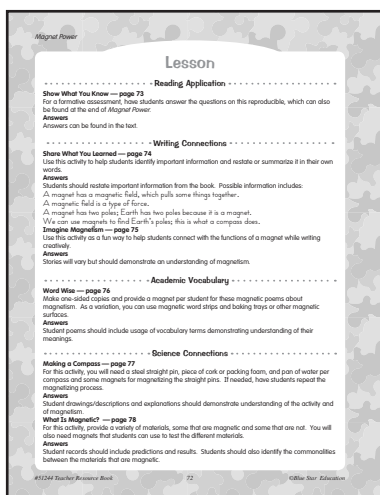 Magnet Power
Lesson
Reading Application
Show What You Know — page 73
For a formative assessment, have students answer the questions on this reproducible, which can also
be found at the end of Magnet Power.
Answers
Answers can be found in the text.
Writing Connections
Share What You Learned — page 74
Use this activity to help students identify important information and restate or summarize it in their own
words.
Answers
Students should restate important information from the book. Possible information includes:
A magnet has a magnetic field, which pulls some things together.
A magnetic field is a type of force.
A magnet has two poles; Earth has two poles because it is a magnet.
We can use magnets to find Earth's poles; this is what a compass does.
Imagine Magnetism — page 75
Use this activity as a fun way to help students connect with the functions of a magnet while writing
creatively.
Answers
Stories will vary but should demonstrate an understanding of magnetism.
Academic Vocabulary
Word Wise — page 76
Make one-sided copies and provide a magnet per student for these magnetic poems about
magnetism. As a variation, you can use magnetic word strips and baking trays or other magnetic
surfaces.
Answers
Student poems should include usage of vocabulary terms demonstrating understanding of their
meanings.
Science Connections
Making a Compass — page 77
For this activity, you will need a steel straight pin, piece of cork or packing foam, and pan of water per
compass and some magnets for magnetizing the straight pins. If needed, have students repeat the
magnetizing process.
Answers
Student drawings/descriptions and explanations should demonstrate understanding of the activity and
of magnetism.
What Is Magnetic? — page 78
For this activity, provide a variety of materials, some that are magnetic and some that are not. You will
also need magnets that students can use to test the different materials.
Answers
Student records should include predictions and results. Students should also identify the commonalities
between the materials that are magnetic.
#51244 Teacher Resource Book
72
©Blue Star Education